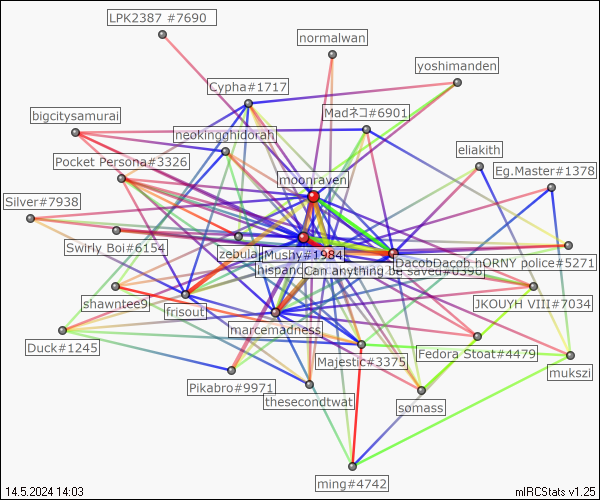 LPK2387 #7690
normalwan
yoshimanden
Cypha#1717
Madネコ#6901
bigcitysamurai
neokingghidorah
eliakith
Pocket Persona#3326
Eg.Master#1378
moonraven
Silver#7938
Swirly Boi#6154
zebula
Mushy#1984
DacobDacob hORNY police#5271
hispanc
Can anything be saved#0398
shawntee9
frisout
JKOUYH VIII#7034
marcemadness
Duck#1245
Majestic#3375
Fedora Stoat#4479
mukszi
Pikabro#9971
thesecondtwat
somass
ming#4742
14.5.2024 14:03
mIRCStats v1.25